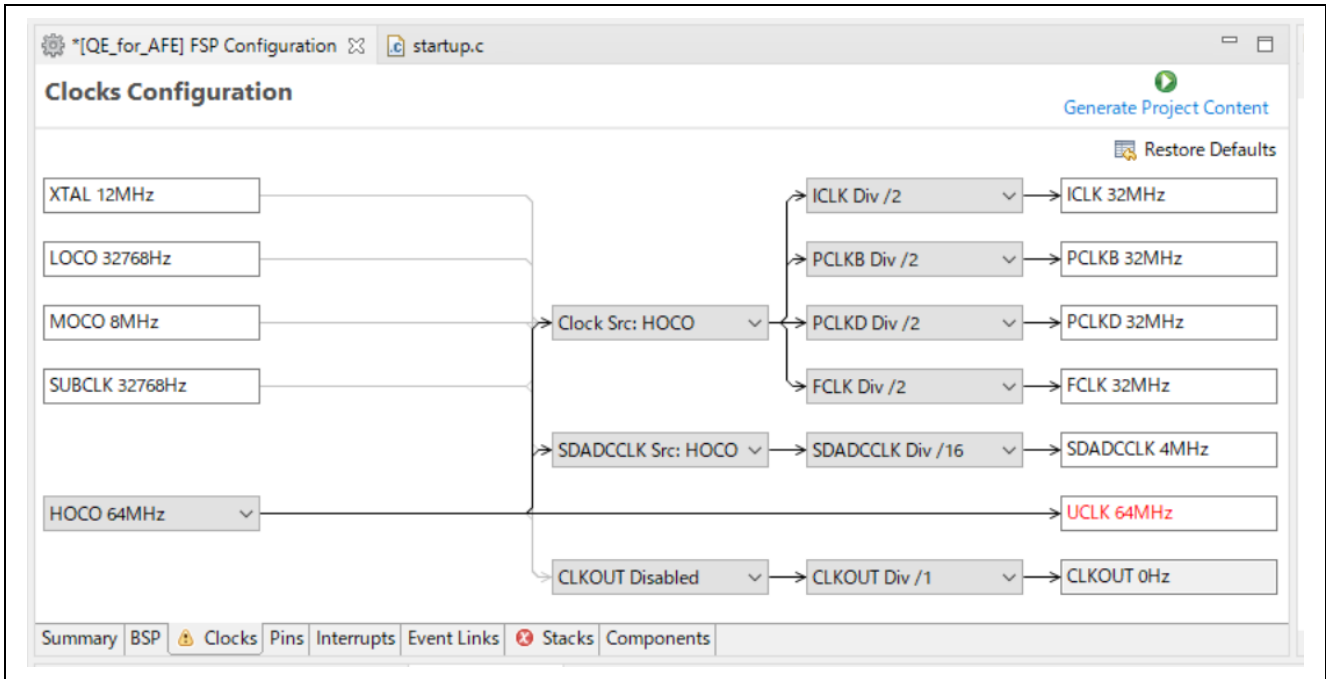 *[QE_for_AFE] FSP Configuration
startup.c
Clocks Configuration
Generate Project Content
Restore Defaults
XTAL 12MHz
ICLK Div /2
ICLK 32MHz
LOCO 32768Hz
PCLKB Div /2
PCLKB 32MHz
MOCO 8MHz
Clock Src: HOCO
PCLKD Div /2
PCLKD 32MHz
SUBCLK 32768Hz
FCLK Div /2
FCLK 32MHz
SDADCCLK Src: HOCO
SDADCCLK Div /16
SDADCCLK 4MHz
HOCO 64MHz
UCLK 64MHz
CLKOUT Disabled
CLKOUT Div /1
CLKOUT 0Hz
Summary
BSP
Clocks
Pins
Interrupts
Event Links
Stacks
Components